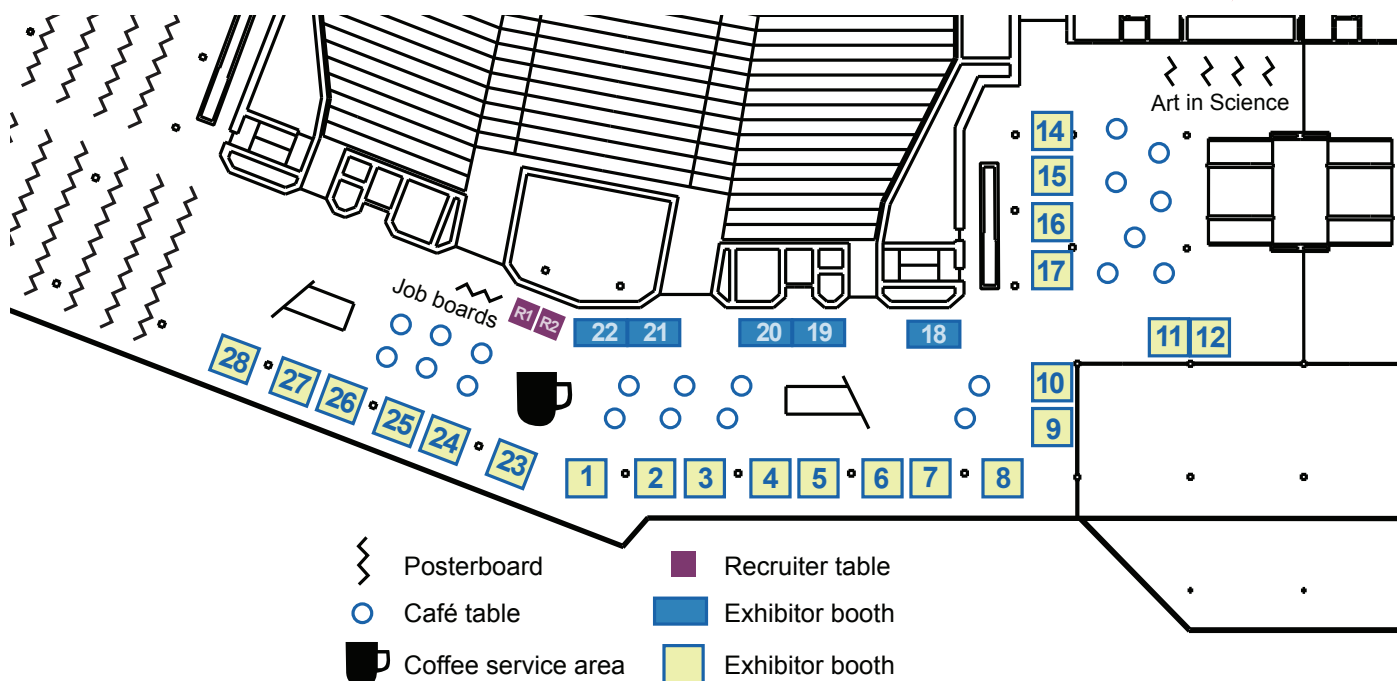 Art in Science
14
15
16
17
Job boards
R1 R2
22 21
20 19
18
11 12
28
27
26
25
24
23
10
9
1
2
3
4
5
6
7
8
Posterboard
Recruiter table
Café table
Exhibitor booth
Coffee service area
Exhibitor booth